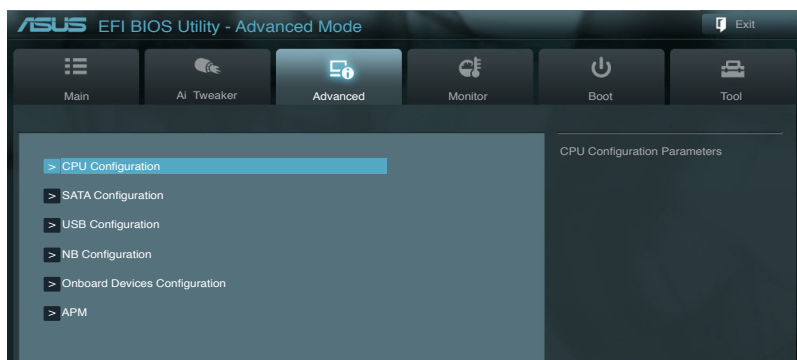 ASUS EFI BIOS Utility - Advanced Mode
Exit
Main Ai Tweaker Advanced Monitor Boot Tool
> CPU Configuration
> SATA Configuration
> USB Configuration
> NB Configuration
> Onboard Devices Configuration
> APM
CPU Configuration Parameters